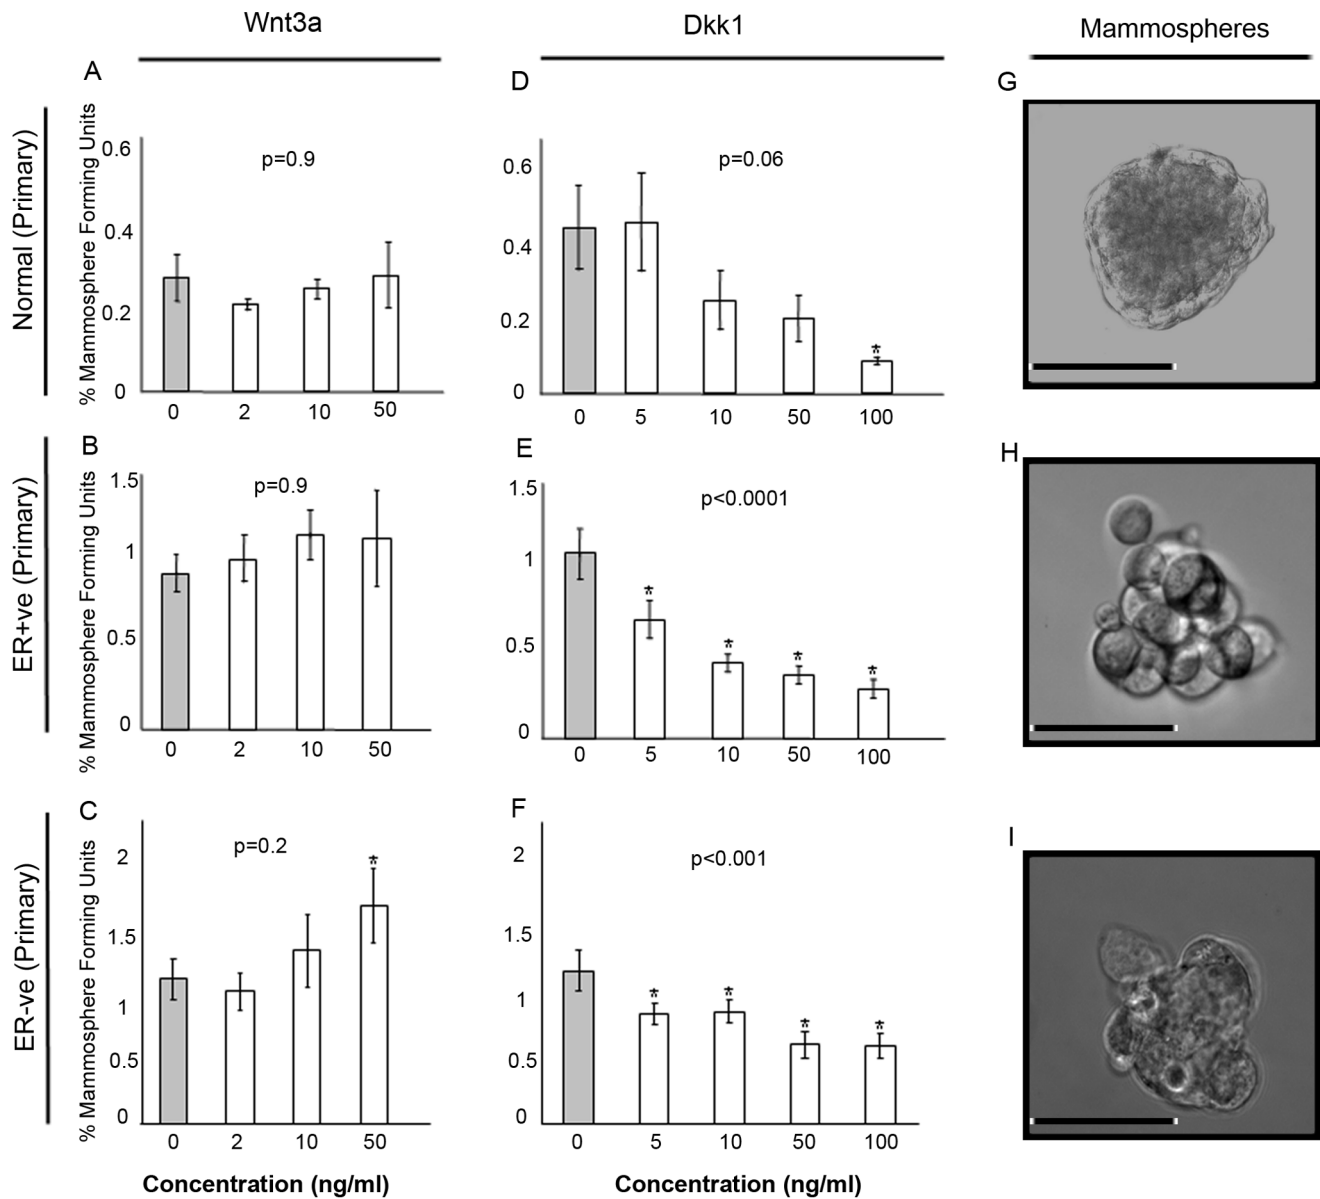 Wnt3a
Dkk1
Mammospheres
A
D
G
Normal (Primary)
% Mammosphere Forming Units
0.6
0.4
0.2
0
p=0.9
0 2 10 50
0.6
0.4
0.2
0
p=0.06
*
0 5 10 50 100
B
E
H
ER+ve (Primary)
% Mammosphere Forming Units
1.5
1
0.5
0
p=0.9
0 2 10 50
1.5
1
0.5
0
p<0.0001
* * * *
0 5 10 50 100
C
F
I
ER-ve (Primary)
% Mammosphere Forming Units
2
1.5
1
0.5
0
p=0.2
*
0 2 10 50
2
1.5
1
0.5
0
p<0.001
* * * *
0 5 10 50 100
Concentration (ng/ml)
Concentration (ng/ml)